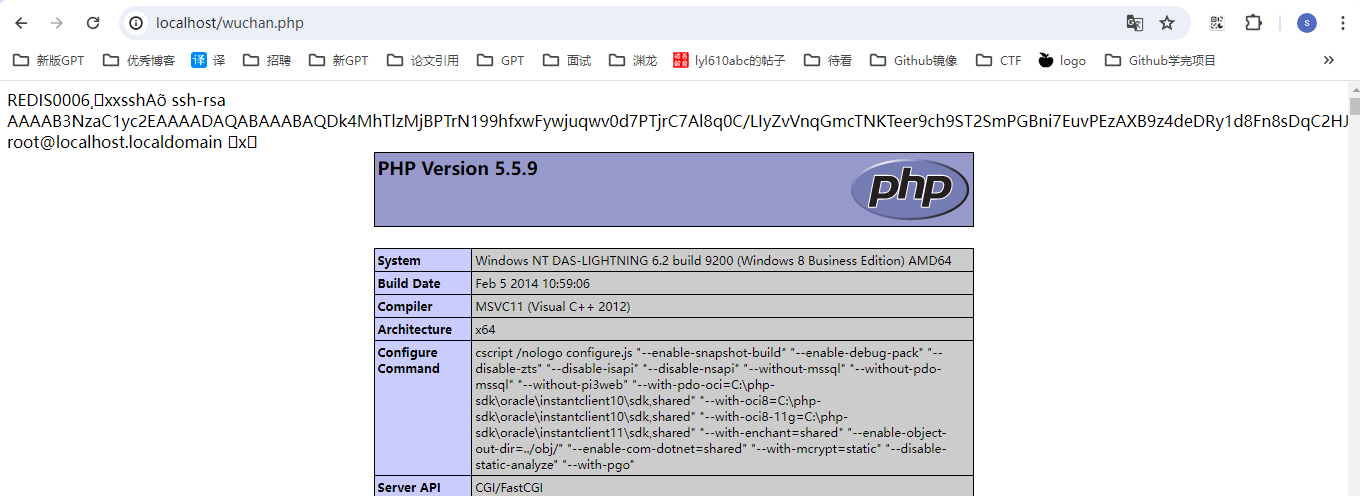 localhost/wuchan.php
S
新版GPT 优秀博客 译 译 招聘 新GPT 论文引用 GPT 面试 渊龙 lyl610abc的帖子 待看 Github镜像 CTF logo Github学完项目 »
REDIS0006 xxsshAõ ssh-rsa
AAAAB3NzaC1yc2EAAAADAQABAAABAQDk4MhTlzMjBPTrN199hfxwFywjuqwv0d7PTjrC7Al8q0C/LIyZvVnqGmcTNKTeer9ch9ST2SmPGBni7EuvPEzAXB9z4deDRy1d8Fn8sDqC2HJ
root@localhost.localdomain x
PHP Version 5.5.9
php
System Windows NT DAS-LIGHTNING 6.2 build 9200 (Windows 8 Business Edition) AMD64
Build Date Feb 5 2014 10:59:06
Compiler MSVC11 (Visual C++ 2012)
Architecture x64
Configure Command cscript /nologo configure.js "--enable-snapshot-build" "--enable-debug-pack" "--
disable-zts" "--disable-isapi" "--disable-nsapi" "--without-mssql" "--without-pdo-
mssql" "--without-pi3web" "--with-pdo-oci=C:\php-
sdk\oracle\instantclient10\sdk,shared" "--with-oci8=C:\php-
sdk\oracle\instantclient10\sdk,shared" "--with-oci8-11g=C:\php-
sdk\oracle\instantclient11\sdk,shared" "--with-enchant=shared" "--enable-object-
out-dir=../obj/" "--enable-com-dotnet=shared" "--with-mcrypt=static" "--disable-
static-analyze" "--with-pgo"
Server API CGI/FastCGI